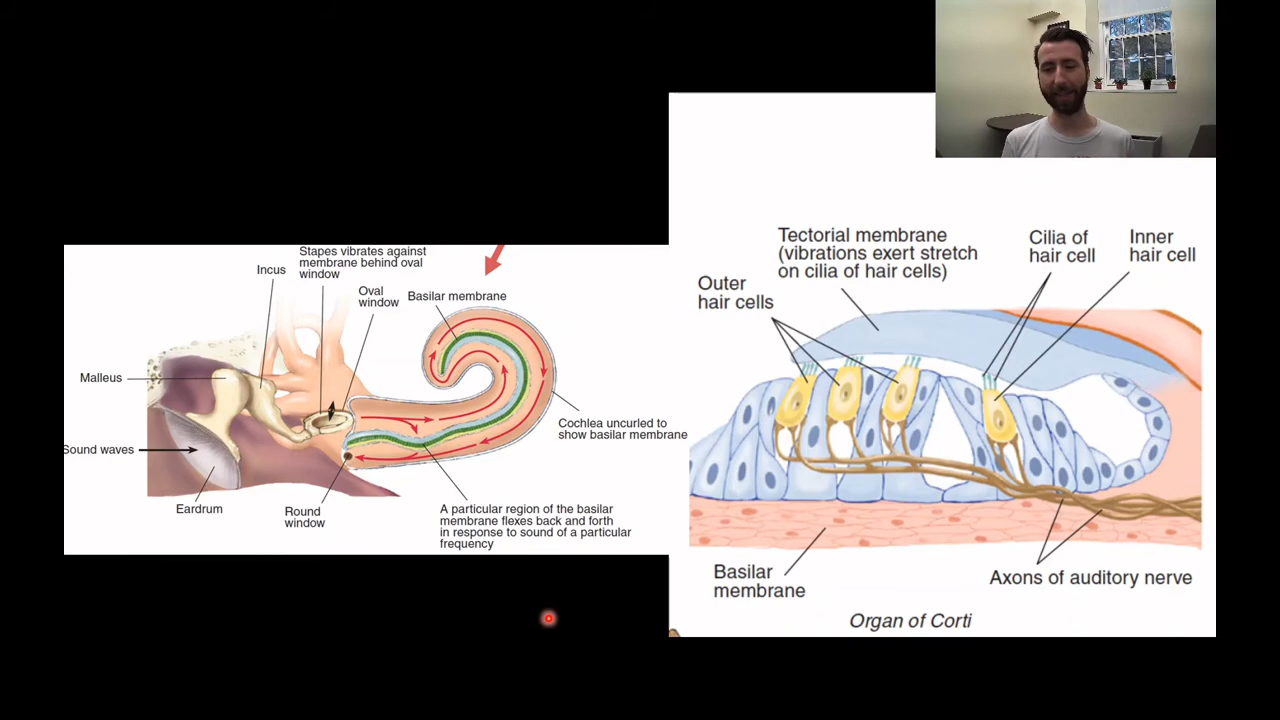 Stapes vibrates against
membrane behind oval
window
Incus
Oval
window
Basilar membrane
Malleus
Sound waves
Cochlea uncurled to
show basilar membrane
Eardrum
Round
window
A particular region of the basilar
membrane flexes back and forth
in response to sound of a particular
frequency
Tectorial membrane
(vibrations exert stretch
on cilia of hair cells)
Cilia of
hair cell
Inner
hair cell
Outer
hair cells
Basilar
membrane
Axons of auditory nerve
Organ of Corti